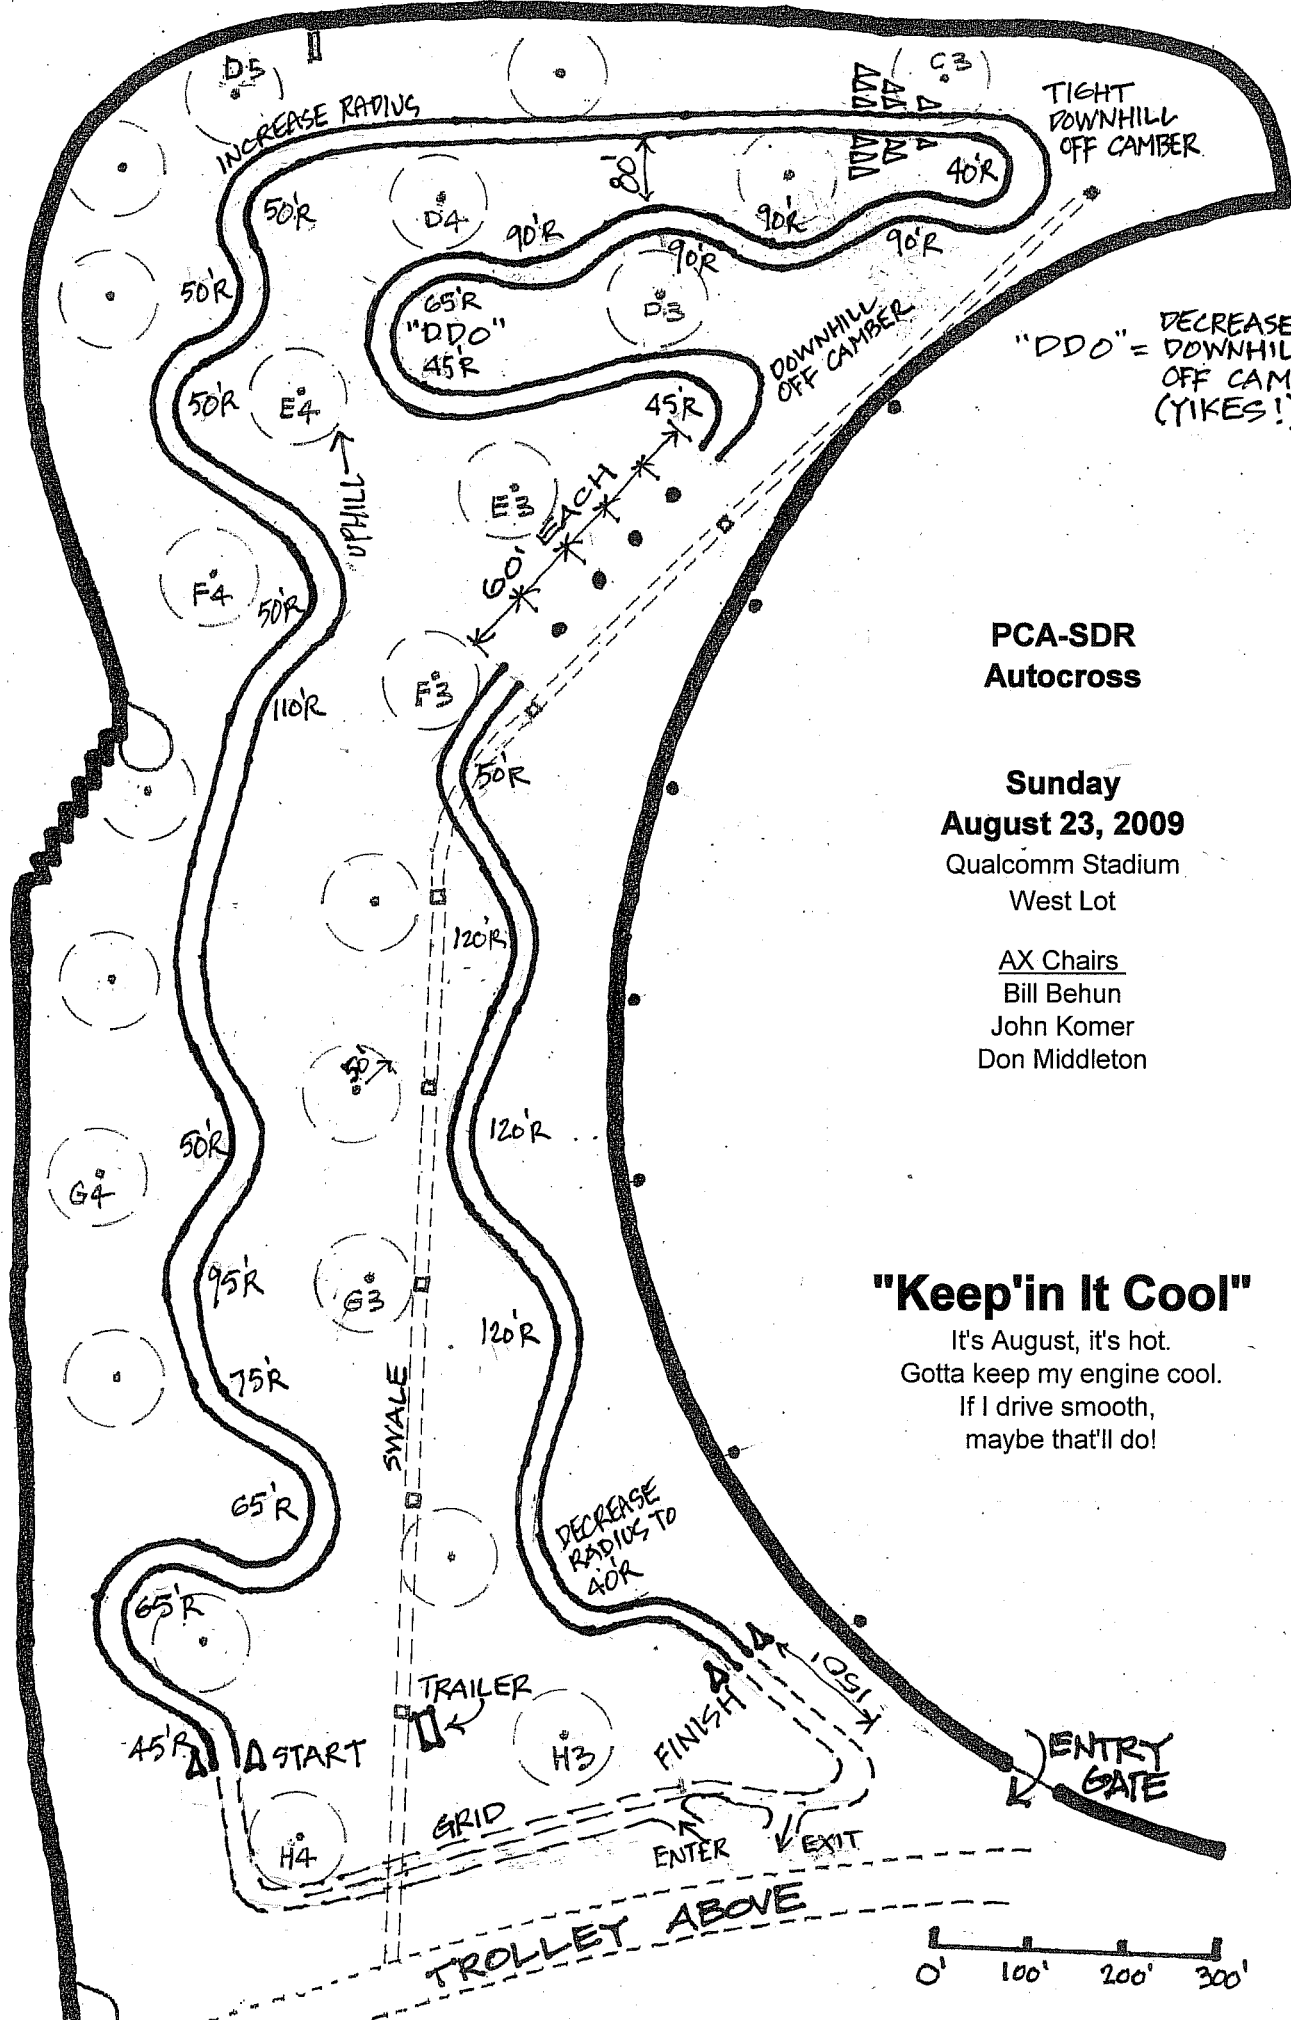 D5
C3
TIGHT
DOWNHILL
OFF CAMBER
INCREASE RADIUS
80'
40'R
50'R
D4
90'R
90'R
90'R
90'R
50'R
65'R
"DDO"
45'R
D3
DOWNHILL
OFF CAMBER
"DDO" = DECREASE
DOWNHIL
OFF CAM
(YIKES!)
50'R
E4
45'R
UPHILL
E3
60' EACH
F4
50'R
PCA-SDR
Autocross
F3
110'R
50'R
Sunday
August 23, 2009
Qualcomm Stadium
West Lot
120'R
AX Chairs
Bill Behun
John Komer
Don Middleton
50'
50'R
120'R
G4
95'R
G3
"Keep'in It Cool"
It's August, it's hot.
Gotta keep my engine cool.
If I drive smooth,
maybe that'll do!
120'R
75'R
SWALE
65'R
DECREASE
RADIUS TO
40'R
65'R
TRAILER
150'
45'R
START
H3
FINISH
ENTRY
GATE
GRID
H4
ENTER
EXIT
TROLLEY ABOVE
0' 100' 200' 300'